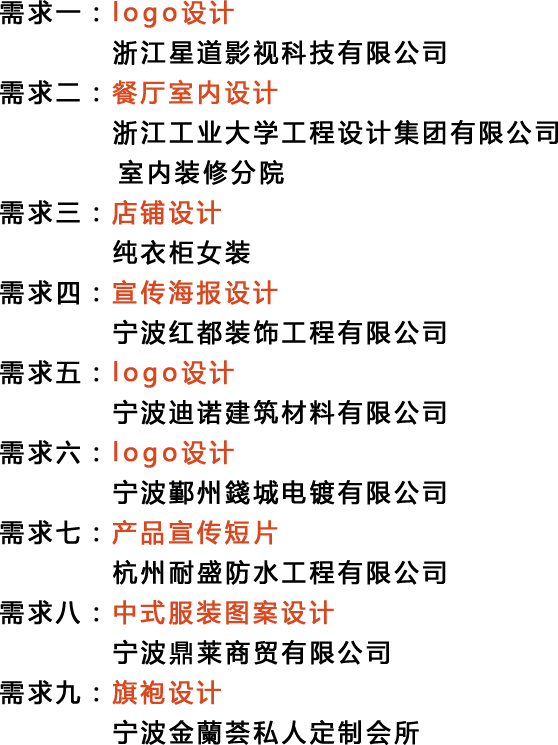 需求一：logo设计
浙江星道影视科技有限公司
需求二：餐厅室内设计
浙江工业大学工程设计集团有限公司
室内装修分院
需求三：店铺设计
纯衣柜女装
需求四：宣传海报设计
宁波红都装饰工程有限公司
需求五：logo设计
宁波迪诺建筑材料有限公司
需求六：logo设计
宁波鄞州錢城电镀有限公司
需求七：产品宣传短片
杭州耐盛防水工程有限公司
需求八：中式服装图案设计
宁波鼎莱商贸有限公司
需求九：旗袍设计
宁波金蘭荟私人定制会所